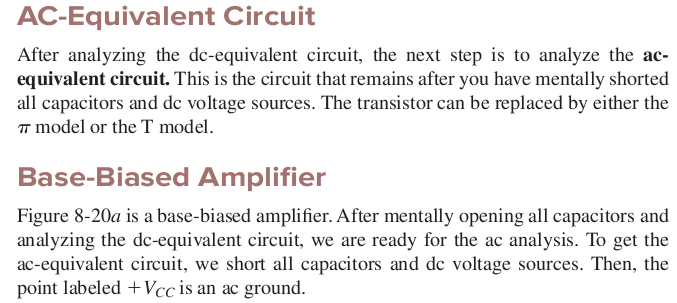 AC-Equivalent Circuit
After analyzing the dc-equivalent circuit, the next step is to analyze the ac-
equivalent circuit. This is the circuit that remains after you have mentally shorted
all capacitors and dc voltage sources. The transistor can be replaced by either the
π model or the T model.
Base-Biased Amplifier
Figure 8-20a is a base-biased amplifier. After mentally opening all capacitors and
analyzing the dc-equivalent circuit, we are ready for the ac analysis. To get the
ac-equivalent circuit, we short all capacitors and dc voltage sources. Then, the
point labeled +VCC is an ac ground.